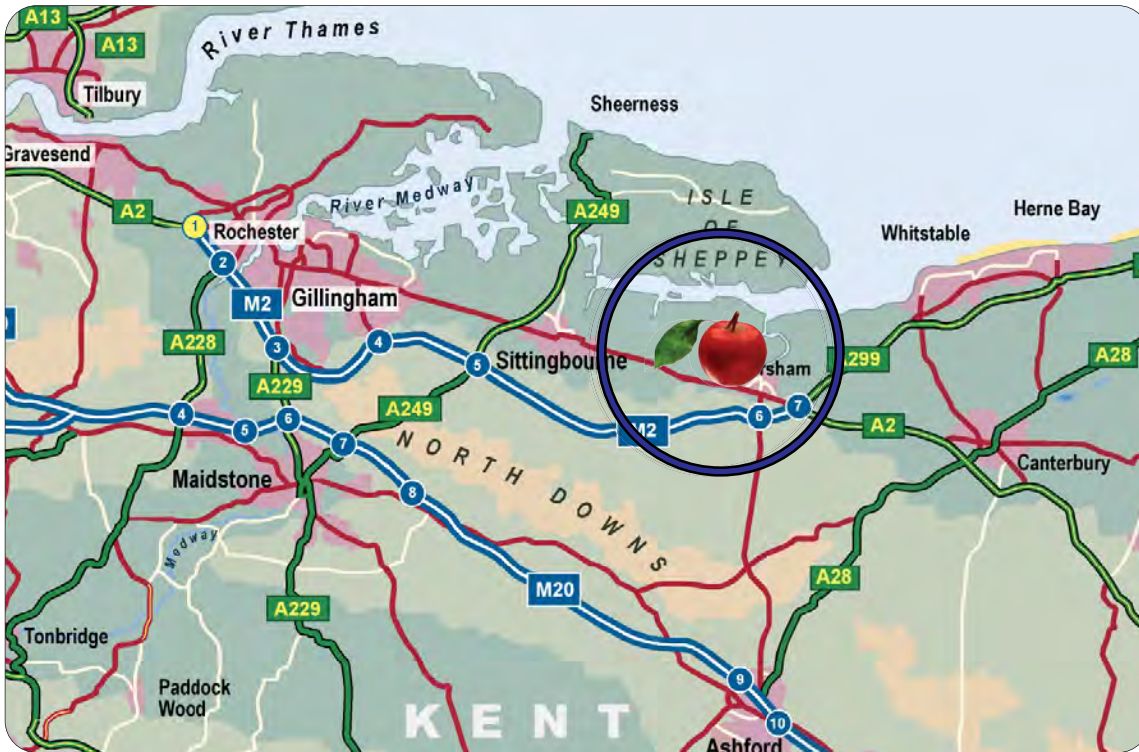 A13
A13
River Thames
Tilbury
Sheerness
Gravesend
River Medway
A2
A249
ISLE
OF
SHEPPEY
Herne Bay
Whitstable
1
Rochester
2
M2
Gillingham
A228
3
4
5
Sittingbourne
rsham
A299
A28
A229
A249
4
5
6
7
M2
6
7
A2
Canterbury
Maidstone
8
NORTH DOWNS
Medway
M20
A28
A229
Tonbridge
Paddock
Wood
9
10
KENT
Ashford